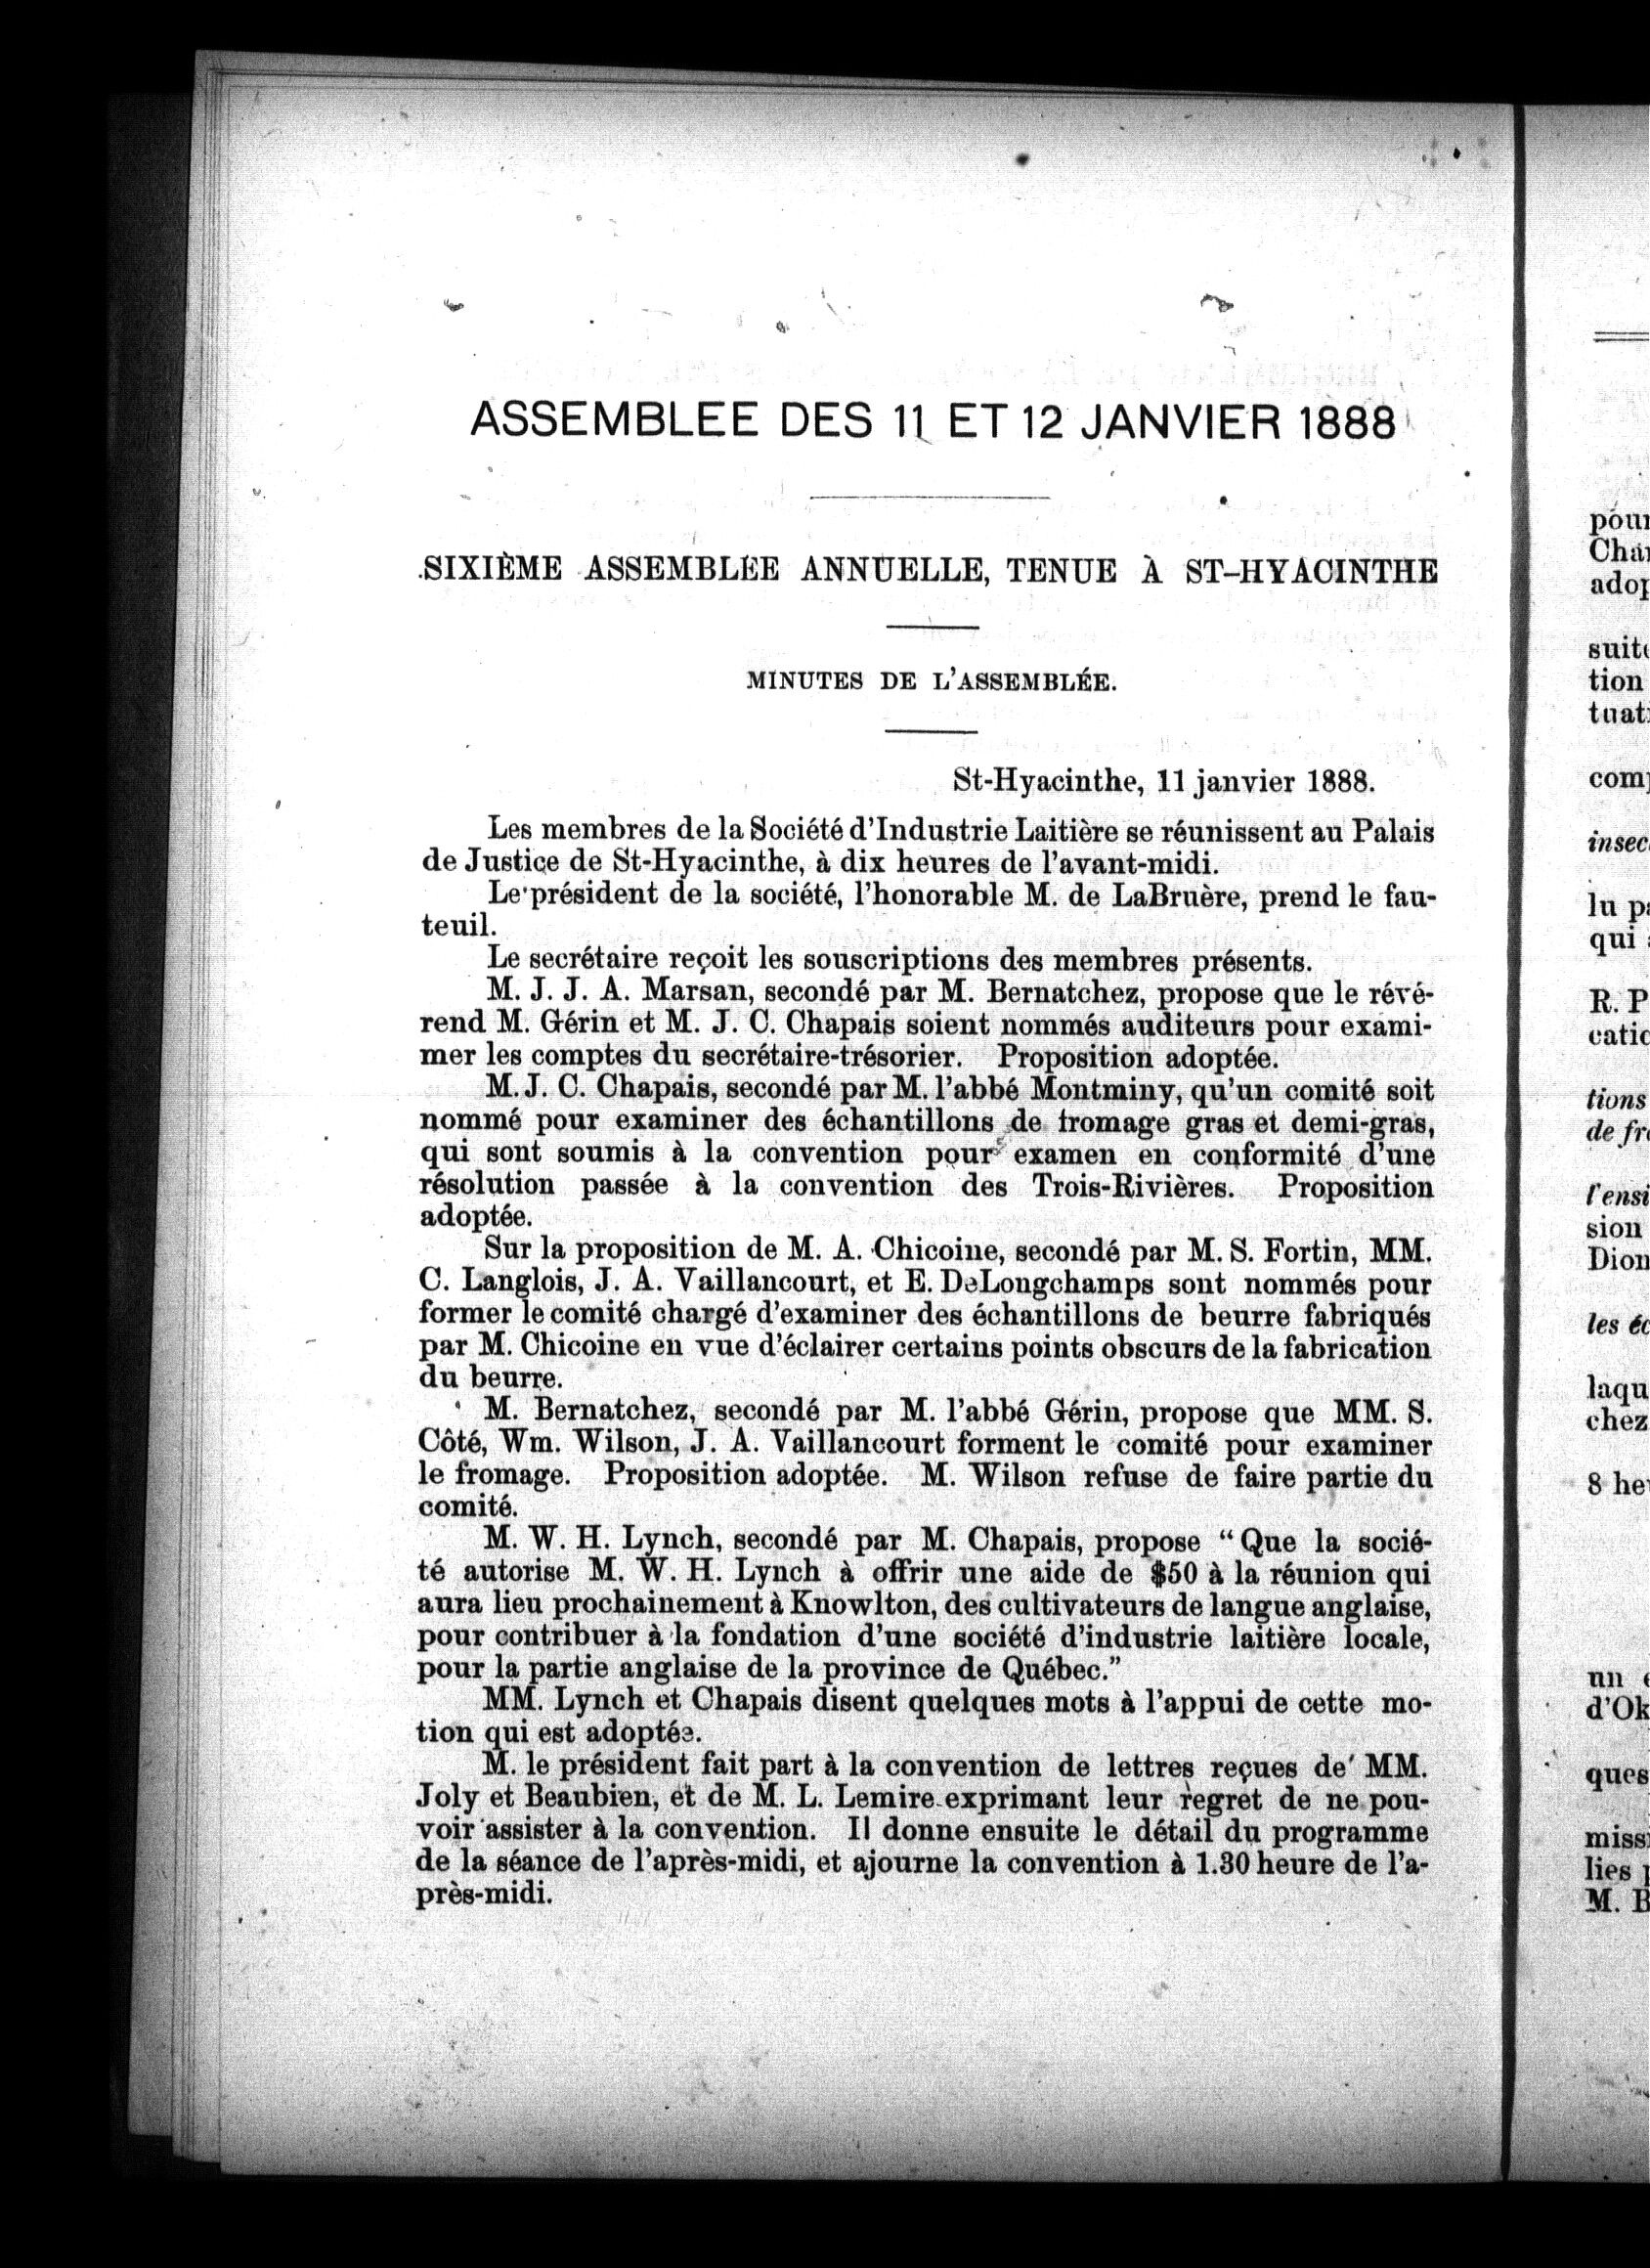 ASSEMBLEE DES 11 ET 12 JANVIER 1888
SIXIÈME ASSEMBLÉE ANNUELLE, TENUE À ST-HYACINTHE
MINUTES DE L'ASSEMBLÉE.
St-Hyacinthe, 11 janvier 1888.
Les membres de la Société d'Industrie Laitière se réunissent au Palais
de Justice de St-Hyacinthe, à dix heures de l'avant-midi.
Le président de la société, l'honorable M. de LaBruère, prend le fau-
teuil.
Le secrétaire reçoit les souscriptions des membres présents.
M. J. J. A. Marsan, secondé par M. Bernatchez, propose que le révé-
rend M. Gérin et M. J. C. Chapais soient nommés auditeurs pour exami-
mer les comptes du secrétaire-trésorier. Proposition adoptée.
M. J. C. Chapais, secondé par M. l'abbé Montminy, qu'un comité soit
nommé pour examiner des échantillons de fromage gras et demi-gras,
qui sont soumis à la convention pour examen en conformité d'une
résolution passée à la convention des Trois-Rivières. Proposition
adoptée.
Sur la proposition de M. A. Chicoine, secondé par M. S. Fortin, MM.
C. Langlois, J. A. Vaillancourt, et E. DeLongchamps sont nommés pour
former le comité chargé d'examiner des échantillons de beurre fabriqués
par M. Chicoine en vue d'éclairer certains points obscurs de la fabrication
du beurre.
M. Bernatchez, secondé par M. l'abbé Gérin, propose que MM. S.
Côté, Wm. Wilson, J. A. Vaillancourt forment le comité pour examiner
le fromage. Proposition adoptée. M. Wilson refuse de faire partie du
comité.
M. W. H. Lynch, secondé par M. Chapais, propose "Que la socié-
té autorise M. W. H. Lynch à offrir une aide de $50 à la réunion qui
aura lieu prochainement à Knowlton, des cultivateurs de langue anglaise,
pour contribuer à la fondation d'une société d'industrie laitière locale,
pour la partie anglaise de la province de Québec."
MM. Lynch et Chapais disent quelques mots à l'appui de cette mo-
tion qui est adoptée.
M. le président fait part à la convention de lettres reçues de MM.
Joly et Beaubien, et de M. L. Lemire exprimant leur regret de ne pou-
voir assister à la convention. Il donne ensuite le détail du programme
de la séance de l'après-midi, et ajourne la convention à 1.30 heure de l'a-
près-midi.